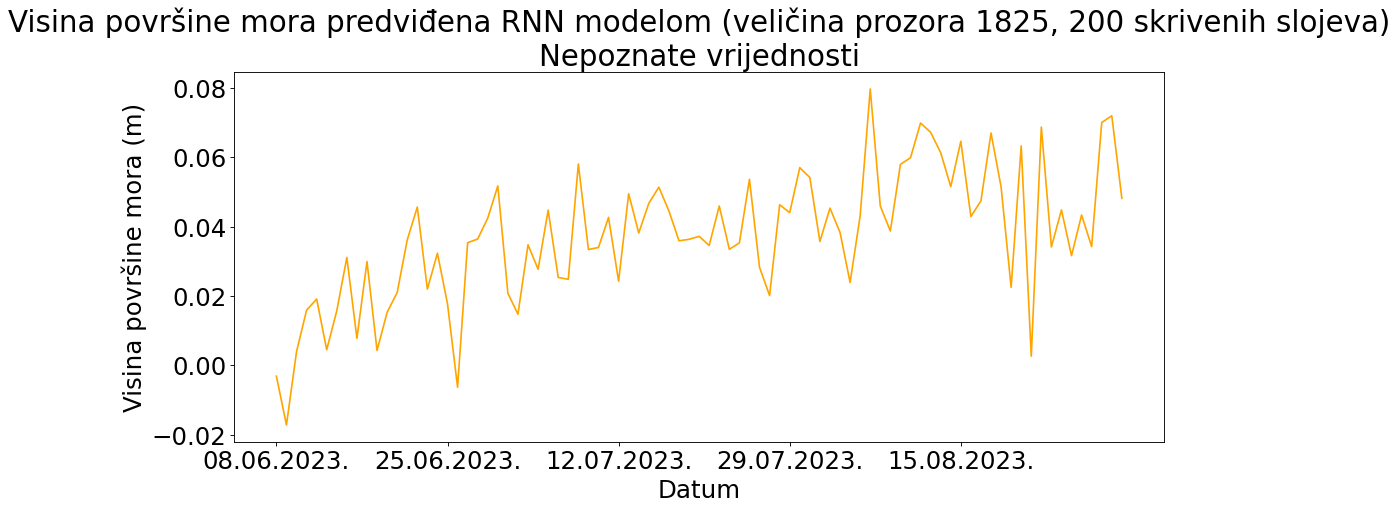 Visina površine mora predviđena RNN modelom (veličina prozora 1825, 200 skrivenih slojeva)
Nepoznate vrijednosti
Visina površine mora (m)
0.08
0.06
0.04
0.02
0.00
−0.02
08.06.2023. 25.06.2023. 12.07.2023. 29.07.2023. 15.08.2023.
Datum